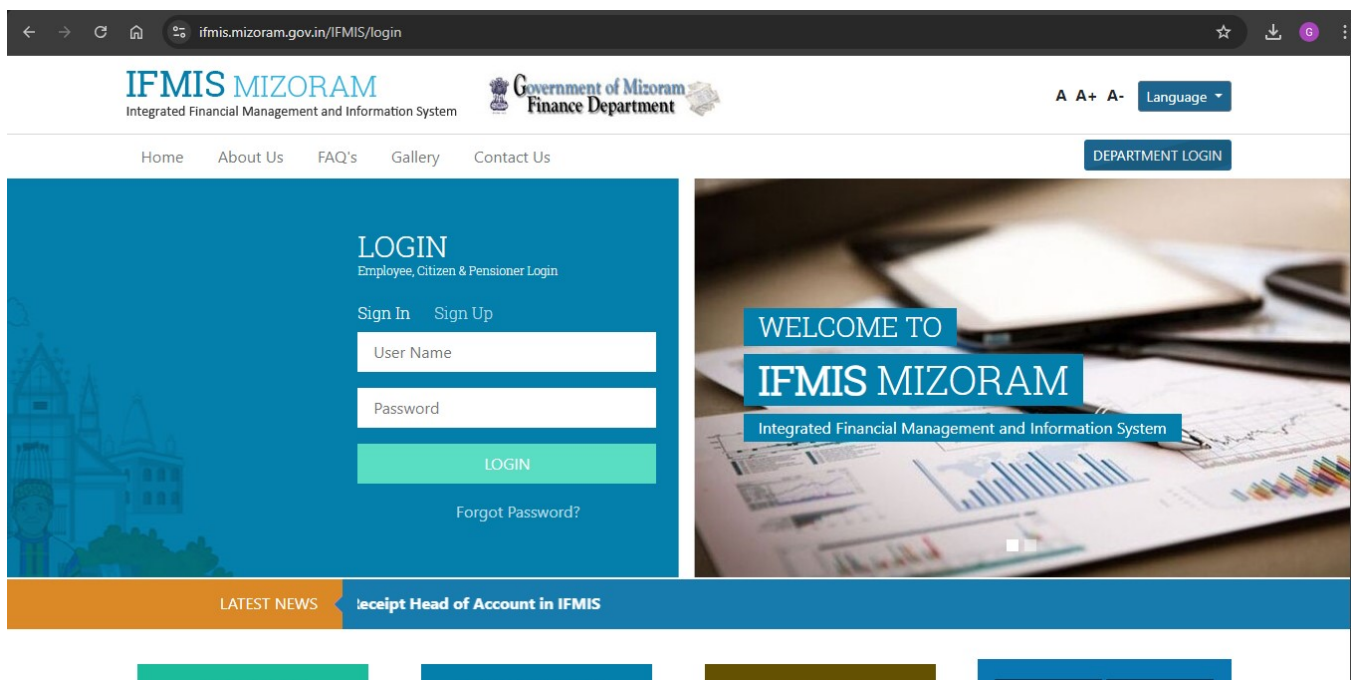 ifmis.mizoram.gov.in/IFMIS/login
G
IFMIS MIZORAM
Integrated Financial Management and Information System
Government of Mizoram
Finance Department
A A+ A- Language
Home About Us FAQ's Gallery Contact Us
DEPARTMENT LOGIN
LOGIN
Employee, Citizen & Pensioner Login
Sign In Sign Up
User Name
Password
LOGIN
Forgot Password?
WELCOME TO
IFMIS MIZORAM
Integrated Financial Management and Information System
LATEST NEWS
Head of Account in IFMIS